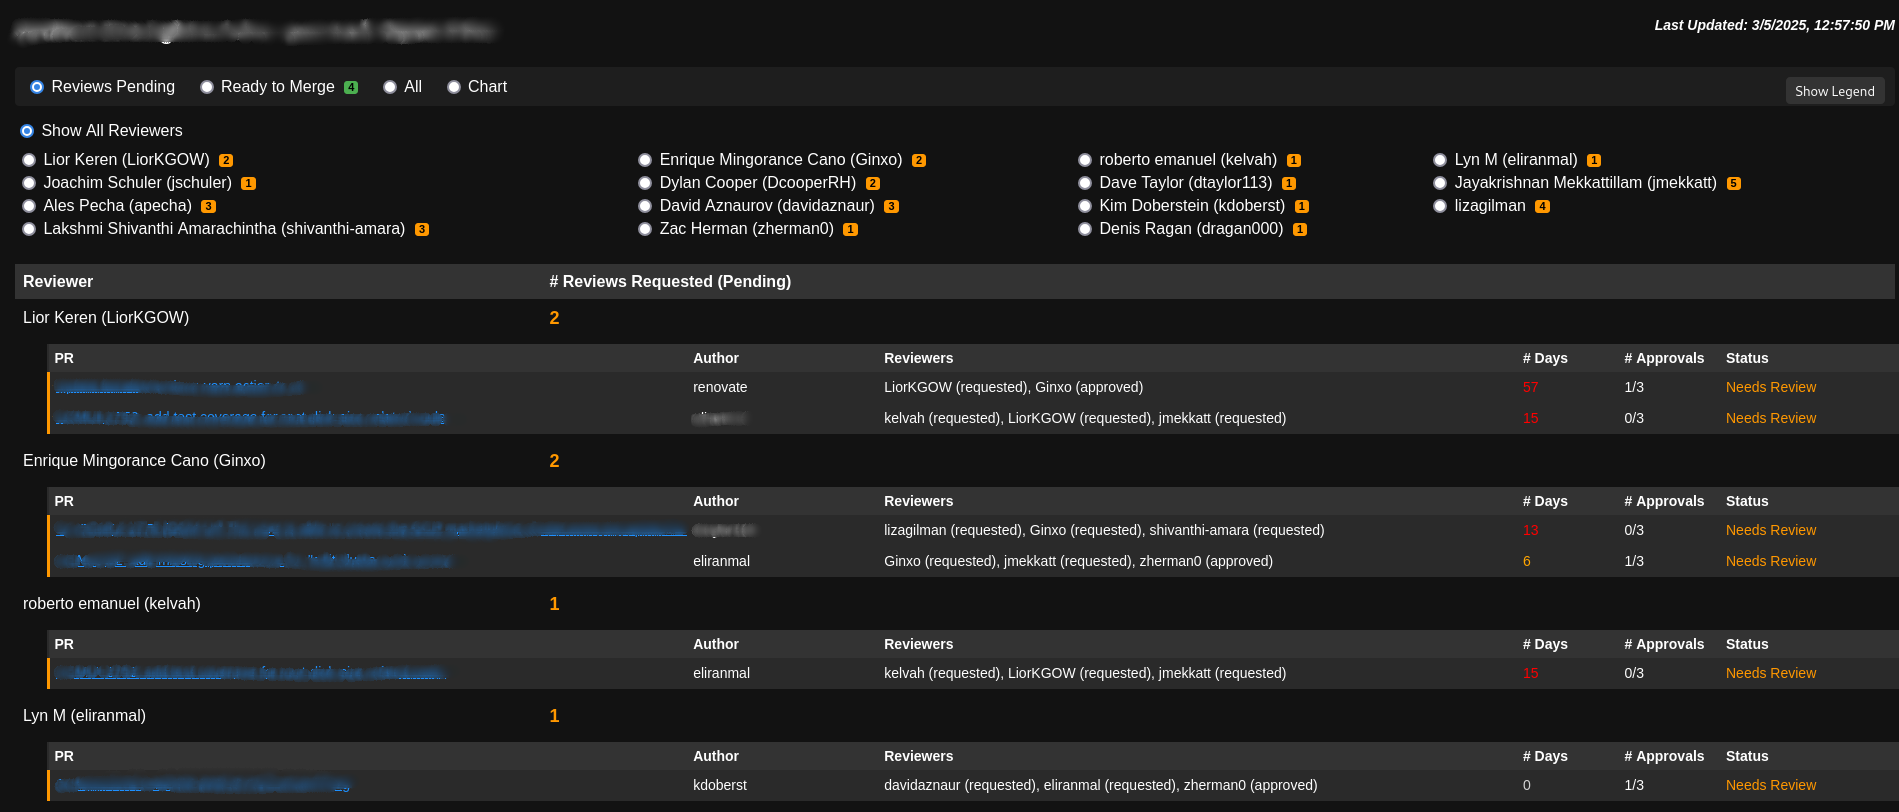 Last Updated: 3/5/2025, 12:57:50 PM
Reviews Pending Ready to Merge 4 All Chart Show Legend
Show All Reviewers
Lior Keren (LiorKGOW) 2 Enrique Mingorance Cano (Ginxo) 2 roberto emanuel (kelvah) 1 Lyn M (eliranmal) 1
Joachim Schuler (jschuler) 1 Dylan Cooper (DcooperRH) 2 Dave Taylor (dtaylor113) 1 Jayakrishnan Mekkattillam (jmekkatt) 5
Ales Pecha (apecha) 3 David Aznaurov (davidaznaur) 3 Kim Doberstein (kdoberst) 1 lizagilman 4
Lakshmi Shivanthi Amarachintha (shivanthi-amara) 3 Zac Herman (zherman0) 1 Denis Ragan (dragan000) 1
Reviewer # Reviews Requested (Pending)
Lior Keren (LiorKGOW) 2
PR Author Reviewers # Days # Approvals Status
renovate LiorKGOW (requested), Ginxo (approved) 57 1/3 Needs Review
kelvah (requested), LiorKGOW (requested), jmekkatt (requested) 15 0/3 Needs Review
Enrique Mingorance Cano (Ginxo) 2
PR Author Reviewers # Days # Approvals Status
lizagilman (requested), Ginxo (requested), shivanthi-amara (requested) 13 0/3 Needs Review
eliranmal Ginxo (requested), jmekkatt (requested), zherman0 (approved) 6 1/3 Needs Review
roberto emanuel (kelvah) 1
PR Author Reviewers # Days # Approvals Status
eliranmal kelvah (requested), LiorKGOW (requested), jmekkatt (requested) 15 0/3 Needs Review
Lyn M (eliranmal) 1
PR Author Reviewers # Days # Approvals Status
kdoberst davidaznaur (requested), eliranmal (requested), zherman0 (approved) 0 1/3 Needs Review